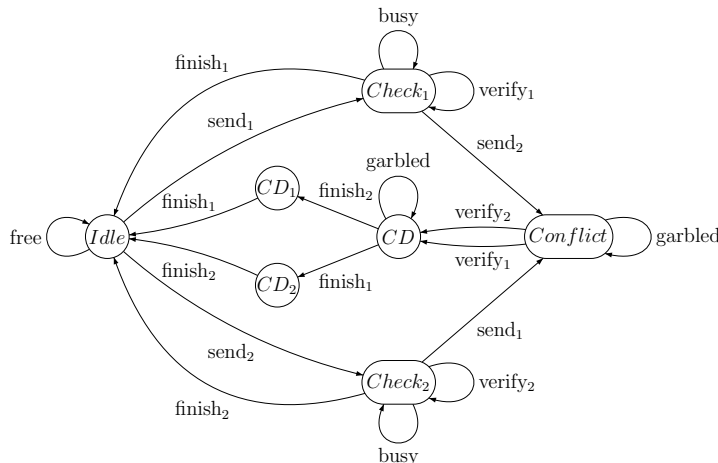 busy
finish₁
Check₁
verify₁
send₁
send₂
garbled
CD₁
finish₂
finish₁
verify₂
free
Idle
CD
Conflict
garbled
finish₂
CD₂
finish₁
verify₁
send₂
send₁
Check₂
verify₂
finish₂
busy